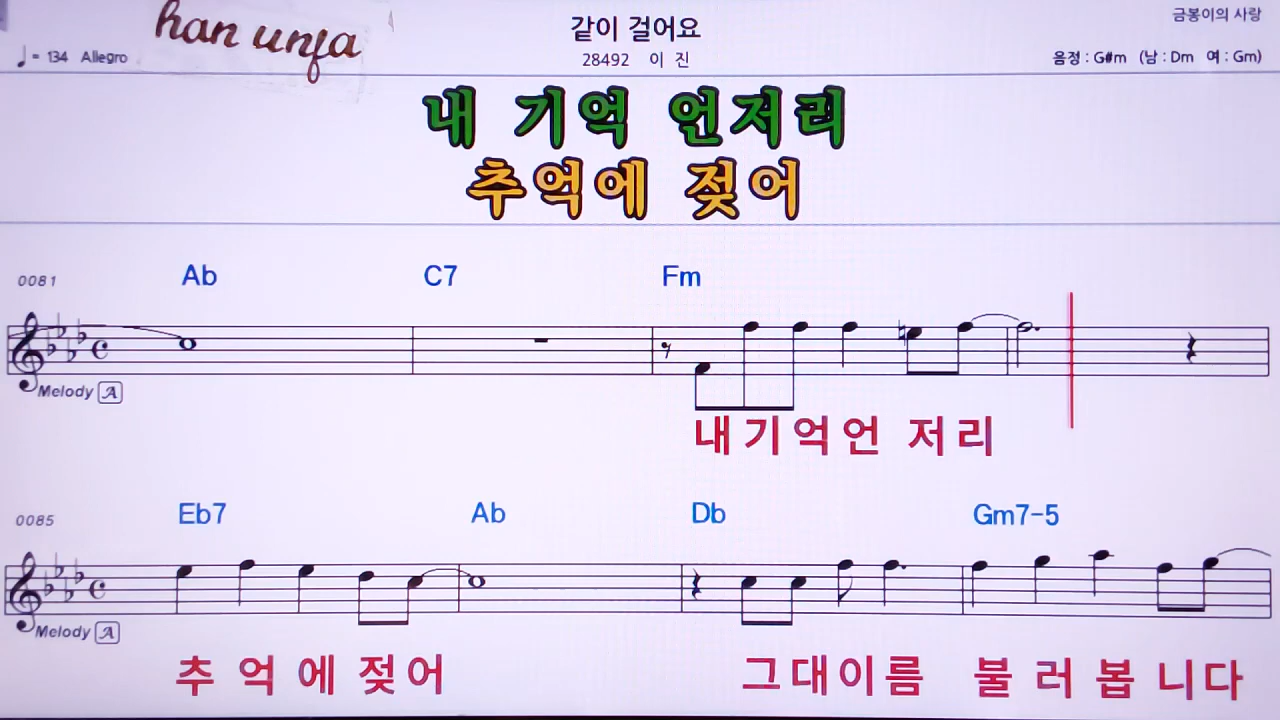 han unja
같이 걸어요
금봉이의 사랑
♩= 134 Allegro
28492 이 진
음정 : G#m (남 : Dm 여 : Gm)
내 기억 언저리
추억에 젖어
0081 Ab C7 Fm
Melody A
내기억언 저리
0085 Eb7 Ab Db Gm7-5
Melody A
추 억에 젖어 그대이름 불 러 봅 니다